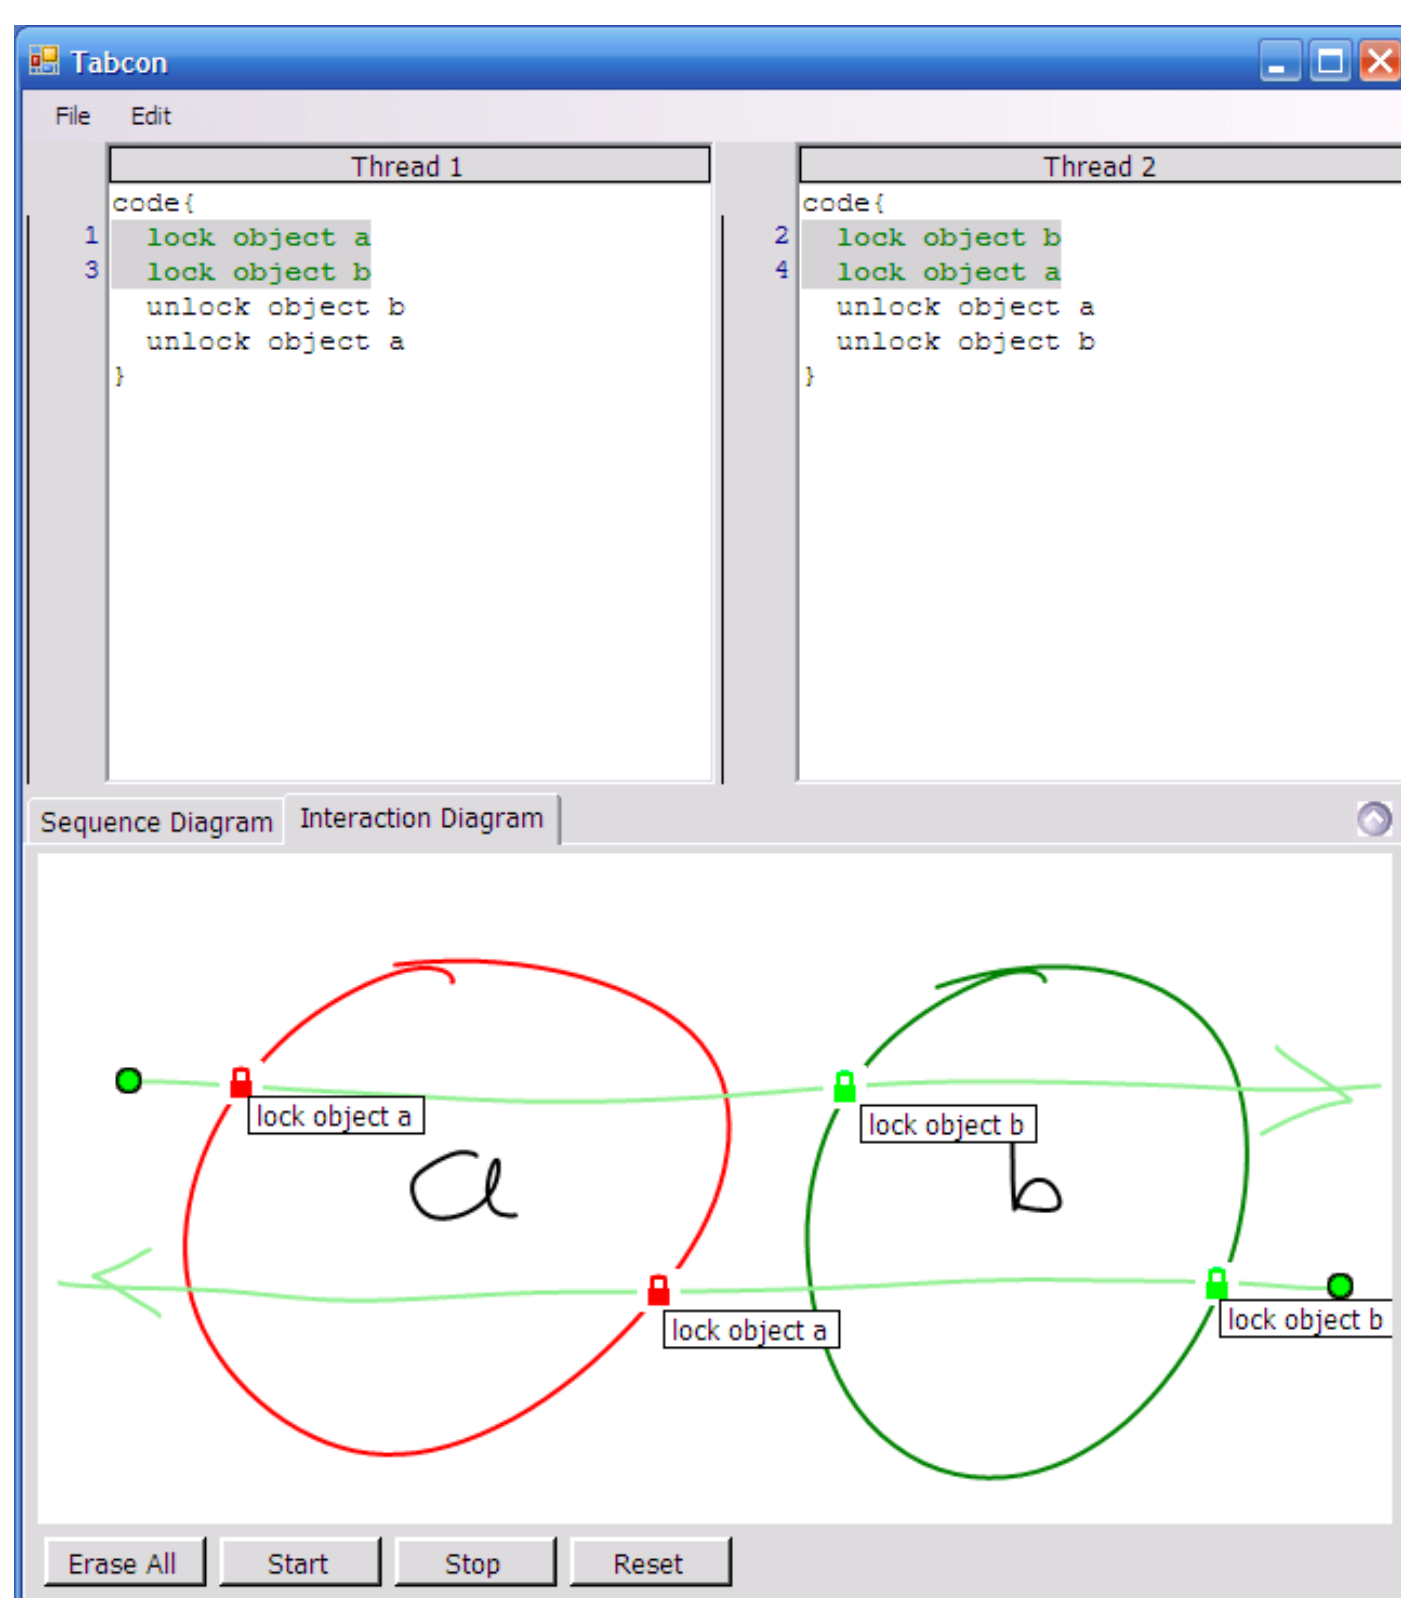 Tabcon
File Edit
Thread 1
code{
1 lock object a
3 lock object b
unlock object b
unlock object a
}
Thread 2
code{
2 lock object b
4 lock object a
unlock object a
unlock object b
}
Sequence Diagram Interaction Diagram
lock object a
lock object b
a
b
lock object a
lock object b
Erase All Start Stop Reset